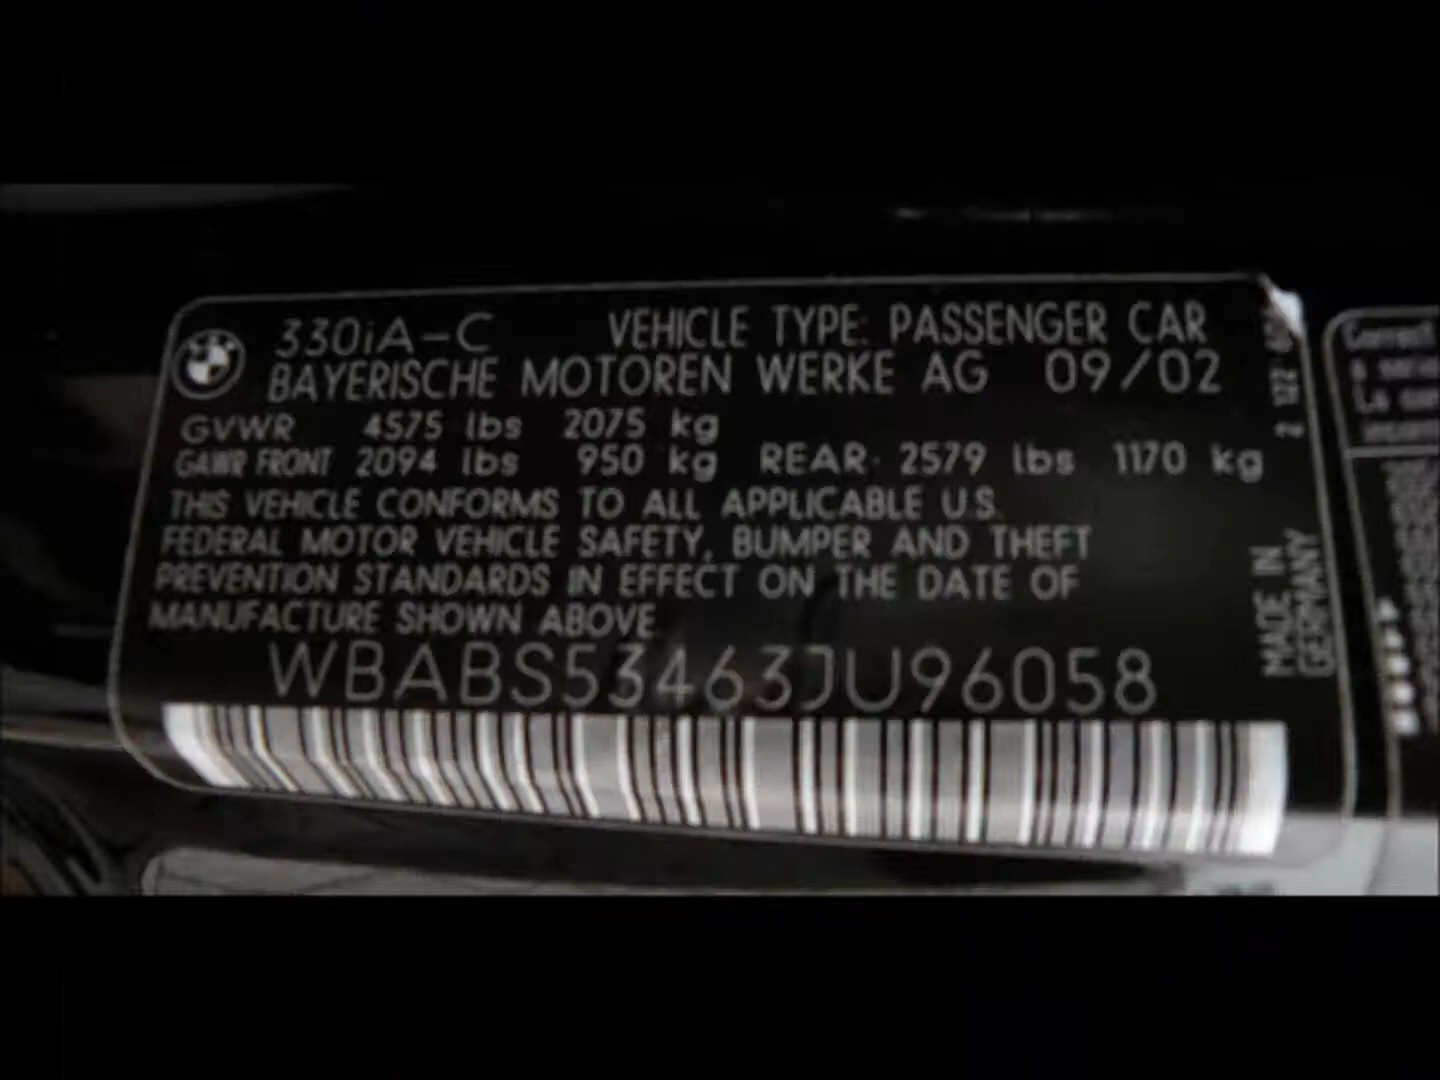 330iA-C VEHICLE TYPE: PASSENGER CAR
BAYERISCHE MOTOREN WERKE AG 09/02
GVWR 4575 lbs 2075 kg
GAWR FRONT 2094 lbs 950 kg REAR: 2579 lbs 1170 kg
THIS VEHICLE CONFORMS TO ALL APPLICABLE U.S.
FEDERAL MOTOR VEHICLE SAFETY, BUMPER AND THEFT
PREVENTION STANDARDS IN EFFECT ON THE DATE OF
MANUFACTURE SHOWN ABOVE.
WBABS53463JU96058
2 122
MADE IN
GERMANY